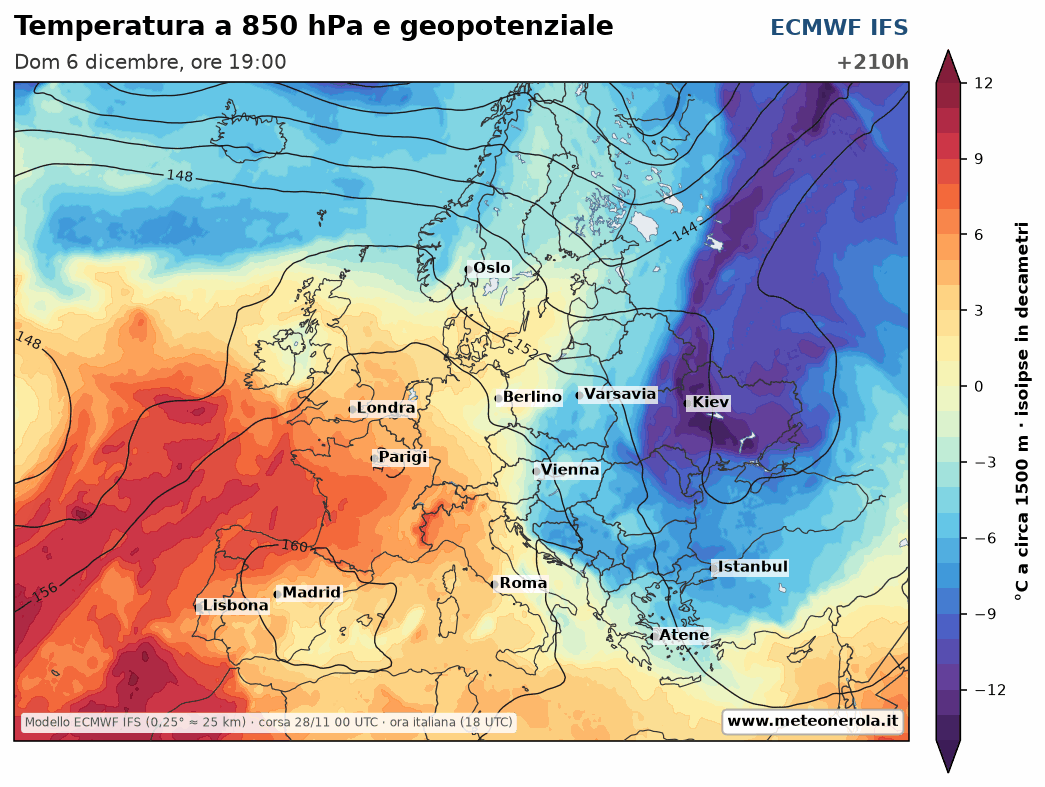 Temperatura a 850 hPa e geopotenziale
ECMWF IFS
Dom 6 dicembre, ore 19:00
+210h
148
144
148
152
156
160
Oslo
Londra
Berlino
Varsavia
Kiev
Parigi
Vienna
Madrid
Lisbona
Roma
Istanbul
Atene
12
9
6
3
0
−3
−6
−9
−12
°C a circa 1500 m · isoipse in decametri
Modello ECMWF IFS (0,25° ≈ 25 km) · corsa 28/11 00 UTC · ora italiana (18 UTC)
www.meteonerola.it